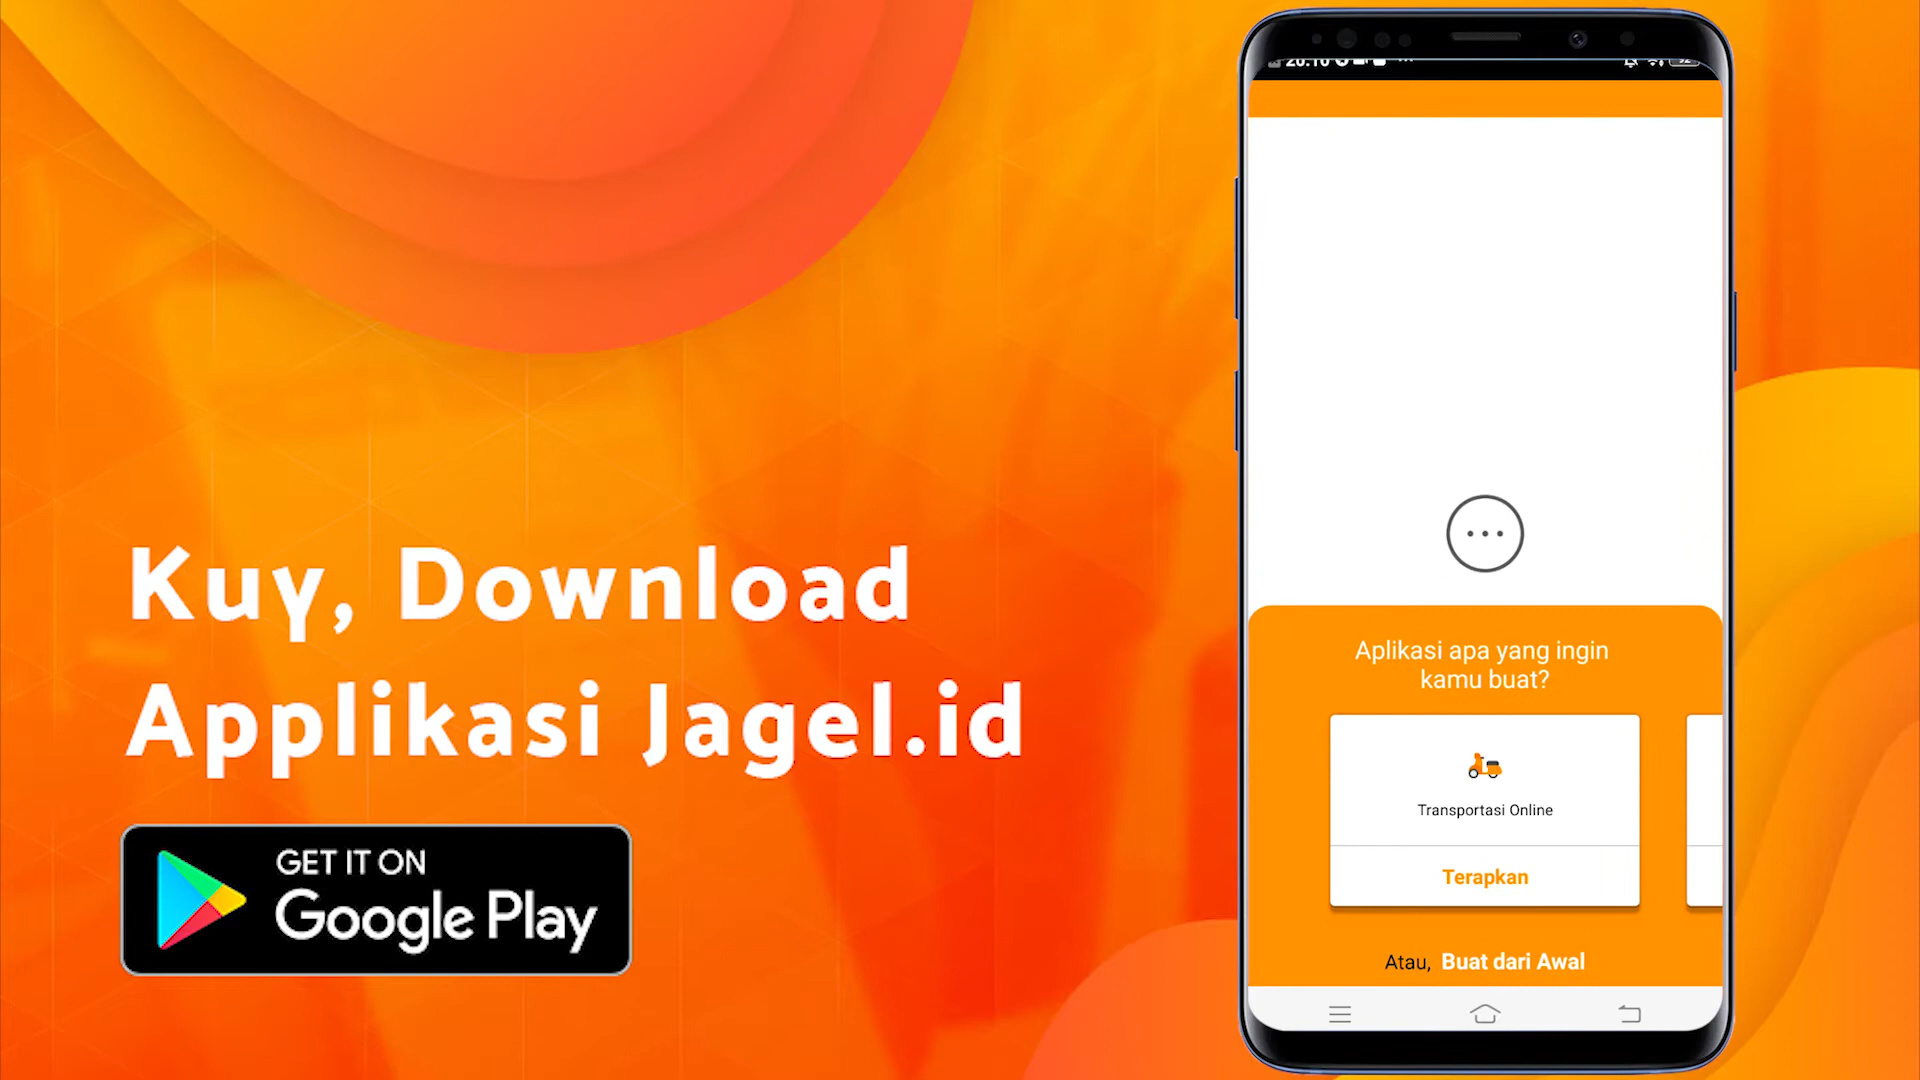 Kuy, Download
Applikasi Jagel.id
GET IT ON
Google Play
Aplikasi apa yang ingin
kamu buat?
Transportasi Online
Terapkan
Atau, Buat dari Awal